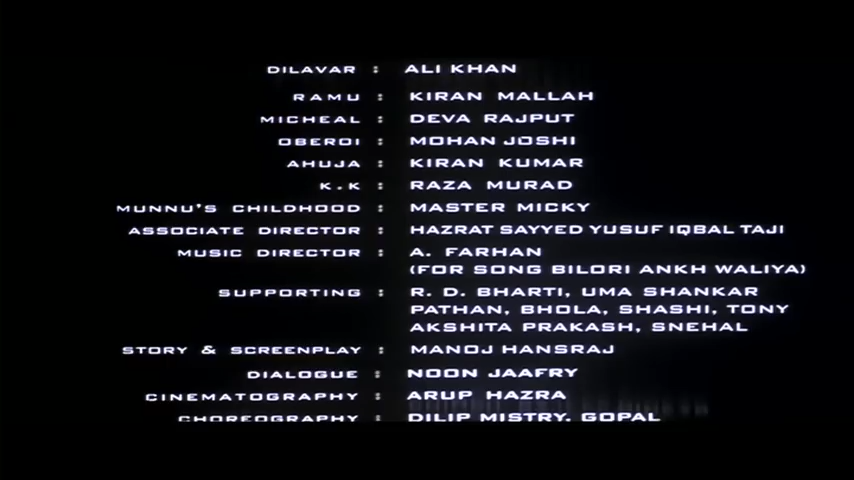 DILAVAR : ALI KHAN
RAMU : KIRAN MALLAH
MICHEAL : DEVA RAJPUT
OBEROI : MOHAN JOSHI
AHUJA : KIRAN KUMAR
K.K : RAZA MURAD
MUNNU'S CHILDHOOD : MASTER MICKY
ASSOCIATE DIRECTOR : HAZRAT SAYYED YUSUF IQBAL TAJI
MUSIC DIRECTOR : A. FARHAN
(FOR SONG BILORI ANKH WALIYA)
SUPPORTING : R. D. BHARTI, UMA SHANKAR
PATHAN, BHOLA, SHASHI, TONY
AKSHITA PRAKASH, SNEHAL
STORY & SCREENPLAY : MANOJ HANSRAJ
DIALOGUE : NOON JAAFRY
CINEMATOGRAPHY : ARUP HAZRA
CHOREOGRAPHY : DILIP MISTRY. GOPAL